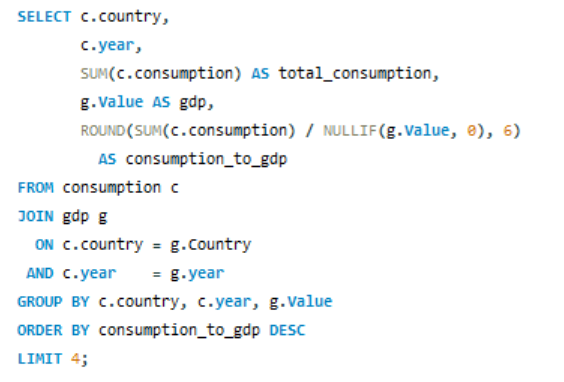 SELECT c.country,
c.year,
SUM(c.consumption) AS total_consumption,
g.Value AS gdp,
ROUND(SUM(c.consumption) / NULLIF(g.Value, 0), 6)
AS consumption_to_gdp
FROM consumption c
JOIN gdp g
ON c.country = g.Country
AND c.year = g.year
GROUP BY c.country, c.year, g.Value
ORDER BY consumption_to_gdp DESC
LIMIT 4;